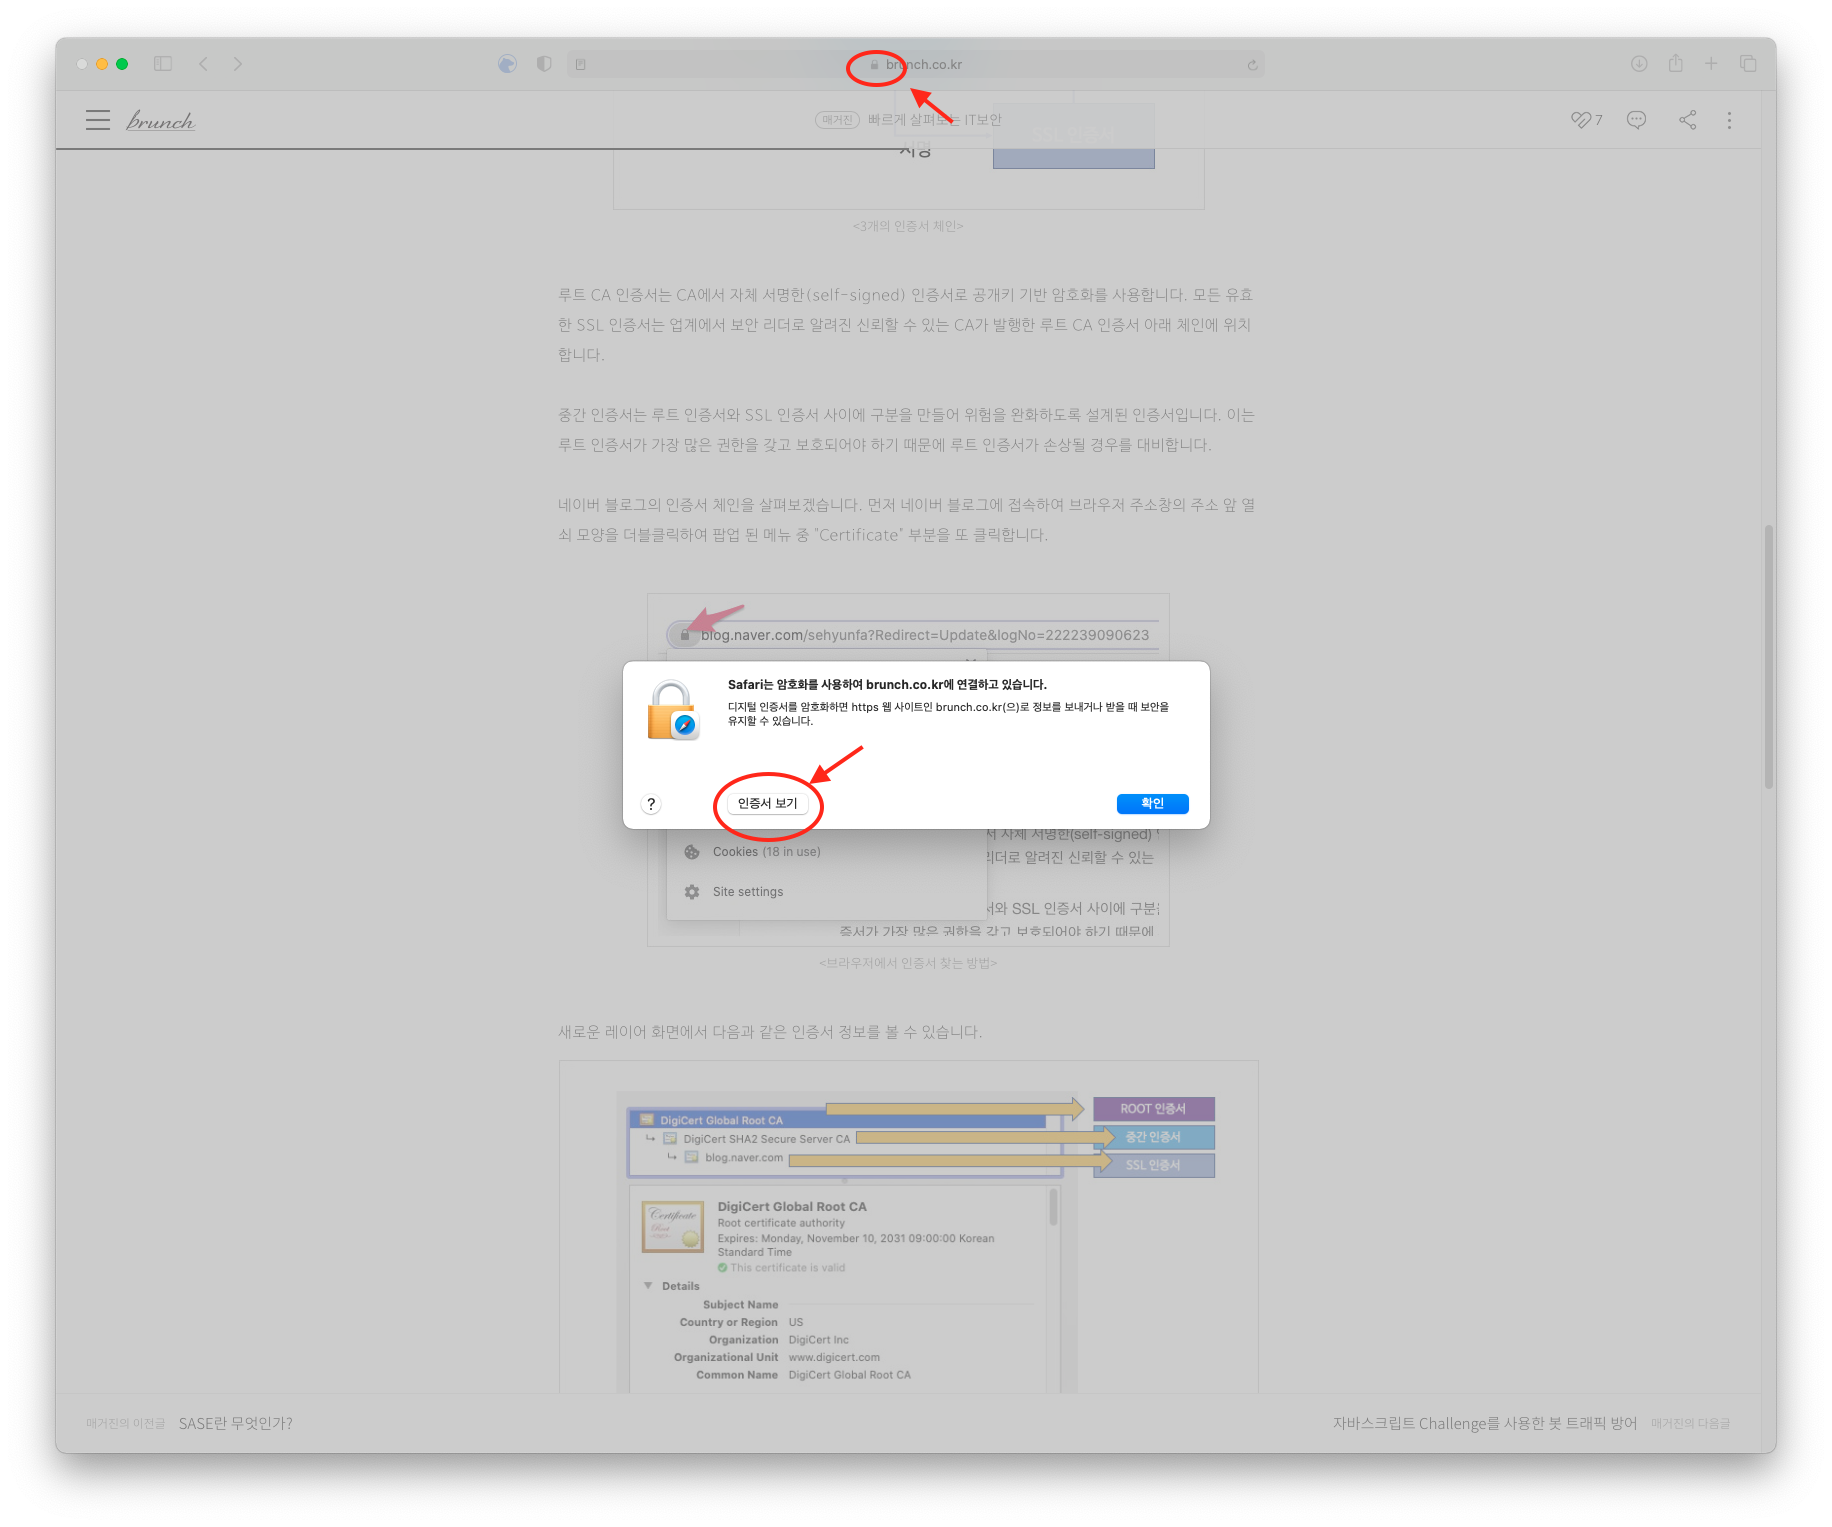 brunch.co.kr
brunch
매거진 빠르게 살펴보는 IT보안
7
SSL 인증서
서명
<3개의 인증서 체인>
루트 CA 인증서는 CA에서 자체 서명한(self-signed) 인증서로 공개키 기반 암호화를 사용합니다. 모든 유효
한 SSL 인증서는 업계에서 보안 리더로 알려진 신뢰할 수 있는 CA가 발행한 루트 CA 인증서 아래 체인에 위치
합니다.
중간 인증서는 루트 인증서와 SSL 인증서 사이에 구분을 만들어 위험을 완화하도록 설계된 인증서입니다. 이는
루트 인증서가 가장 많은 권한을 갖고 보호되어야 하기 때문에 루트 인증서가 손상될 경우를 대비합니다.
네이버 블로그의 인증서 체인을 살펴보겠습니다. 먼저 네이버 블로그에 접속하여 브라우저 주소창의 주소 앞 열
쇠 모양을 더블클릭하여 팝업 된 메뉴 중 "Certificate" 부분을 또 클릭합니다.
blog.naver.com/sehyunfa?Redirect=Update&logNo=222239090623
Safari는 암호화를 사용하여 brunch.co.kr에 연결하고 있습니다.
디지털 인증서를 암호화하면 https 웹 사이트인 brunch.co.kr(으)로 정보를 보내거나 받을 때 보안을
유지할 수 있습니다.
?
인증서 보기
확인
서 자체 서명한(self-signed)
Cookies (18 in use)
리더로 알려진 신뢰할 수 있는
Site settings
서와 SSL 인증서 사이에 구분을
증서가 가장 많은 권한을 갖고 보호되어야 하기 때문에
<브라우저에서 인증서 찾는 방법>
새로운 레이어 화면에서 다음과 같은 인증서 정보를 볼 수 있습니다.
DigiCert Global Root CA
ROOT 인증서
DigiCert SHA2 Secure Server CA
중간 인증서
blog.naver.com
SSL 인증서
Certificate
Root
DigiCert Global Root CA
Root certificate authority
Expires: Monday, November 10, 2031 09:00:00 Korean
Standard Time
This certificate is valid
Details
Subject Name
Country or Region US
Organization DigiCert Inc
Organizational Unit www.digicert.com
Common Name DigiCert Global Root CA
매거진의 이전글 SASE란 무엇인가?
자바스크립트 Challenge를 사용한 봇 트래픽 방어 매거진의 다음글